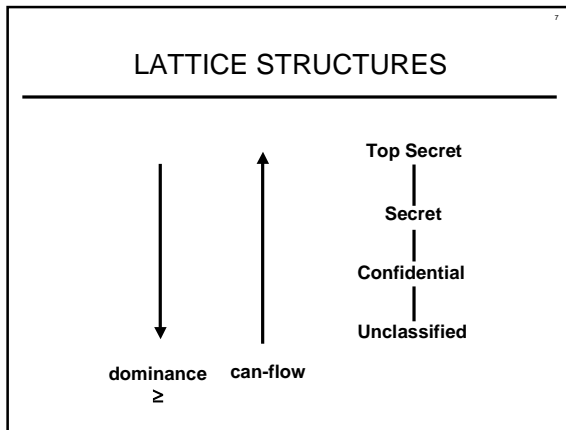 7
LATTICE STRUCTURES
Top Secret
Secret
Confidential
Unclassified
dominance
≥
can-flow